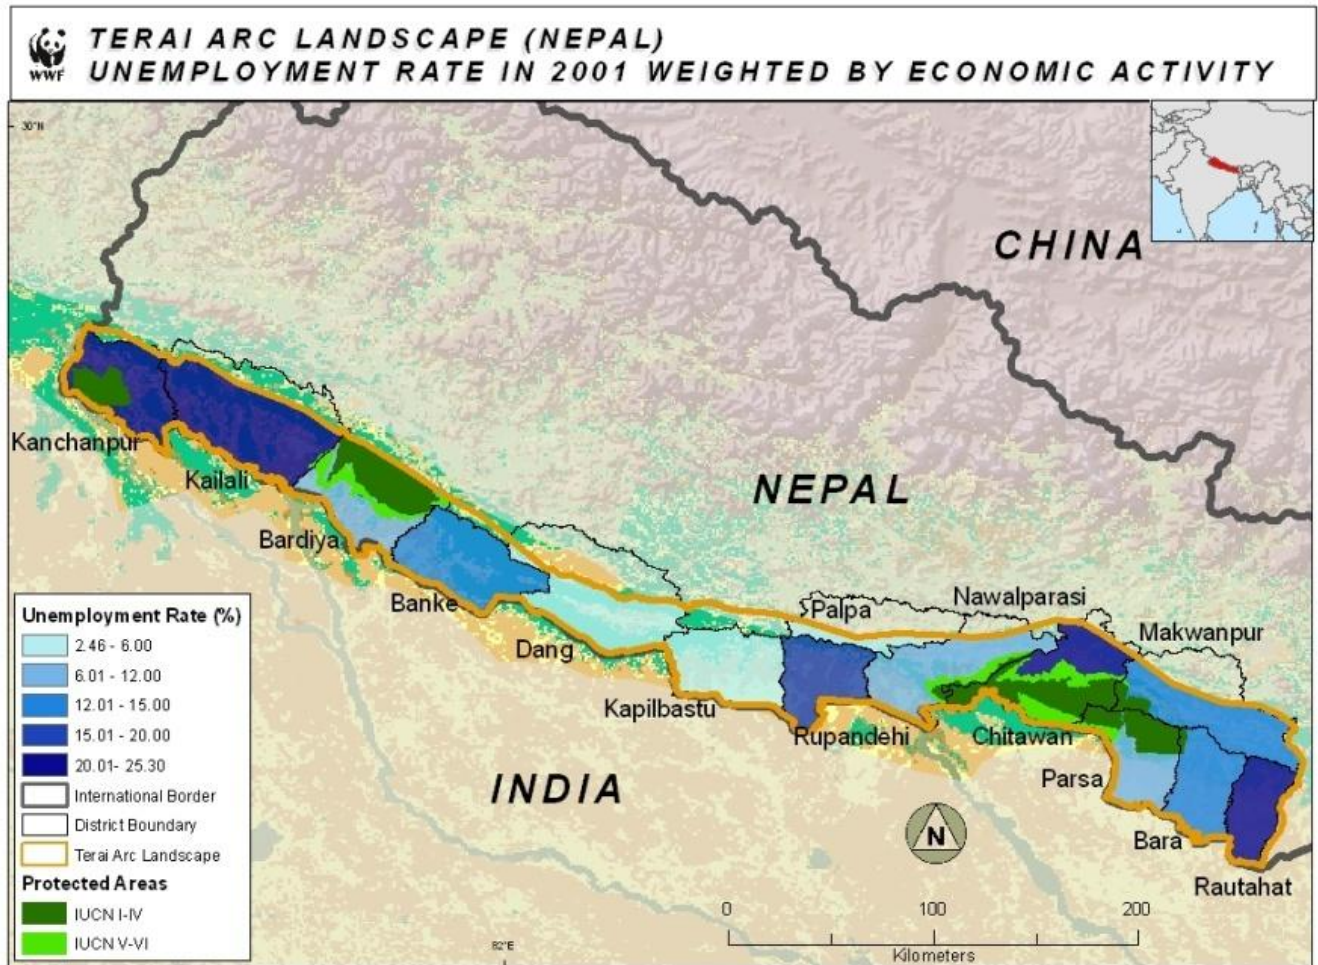 WWF
TERAI ARC LANDSCAPE (NEPAL)
UNEMPLOYMENT RATE IN 2001 WEIGHTED BY ECONOMIC ACTIVITY
30°N
CHINA
NEPAL
INDIA
Kanchanpur
Kailali
Bardiya
Banke
Dang
Kapilbastu
Palpa
Rupandehi
Nawalparasi
Chitawan
Makwanpur
Parsa
Bara
Rautahat
Unemployment Rate (%)
2.46 - 6.00
6.01 - 12.00
12.01 - 15.00
15.01 - 20.00
20.01- 25.30
International Border
District Boundary
Terai Arc Landscape
Protected Areas
IUCN I-IV
IUCN V-VI
N
0 100 200
Kilometers
82°E